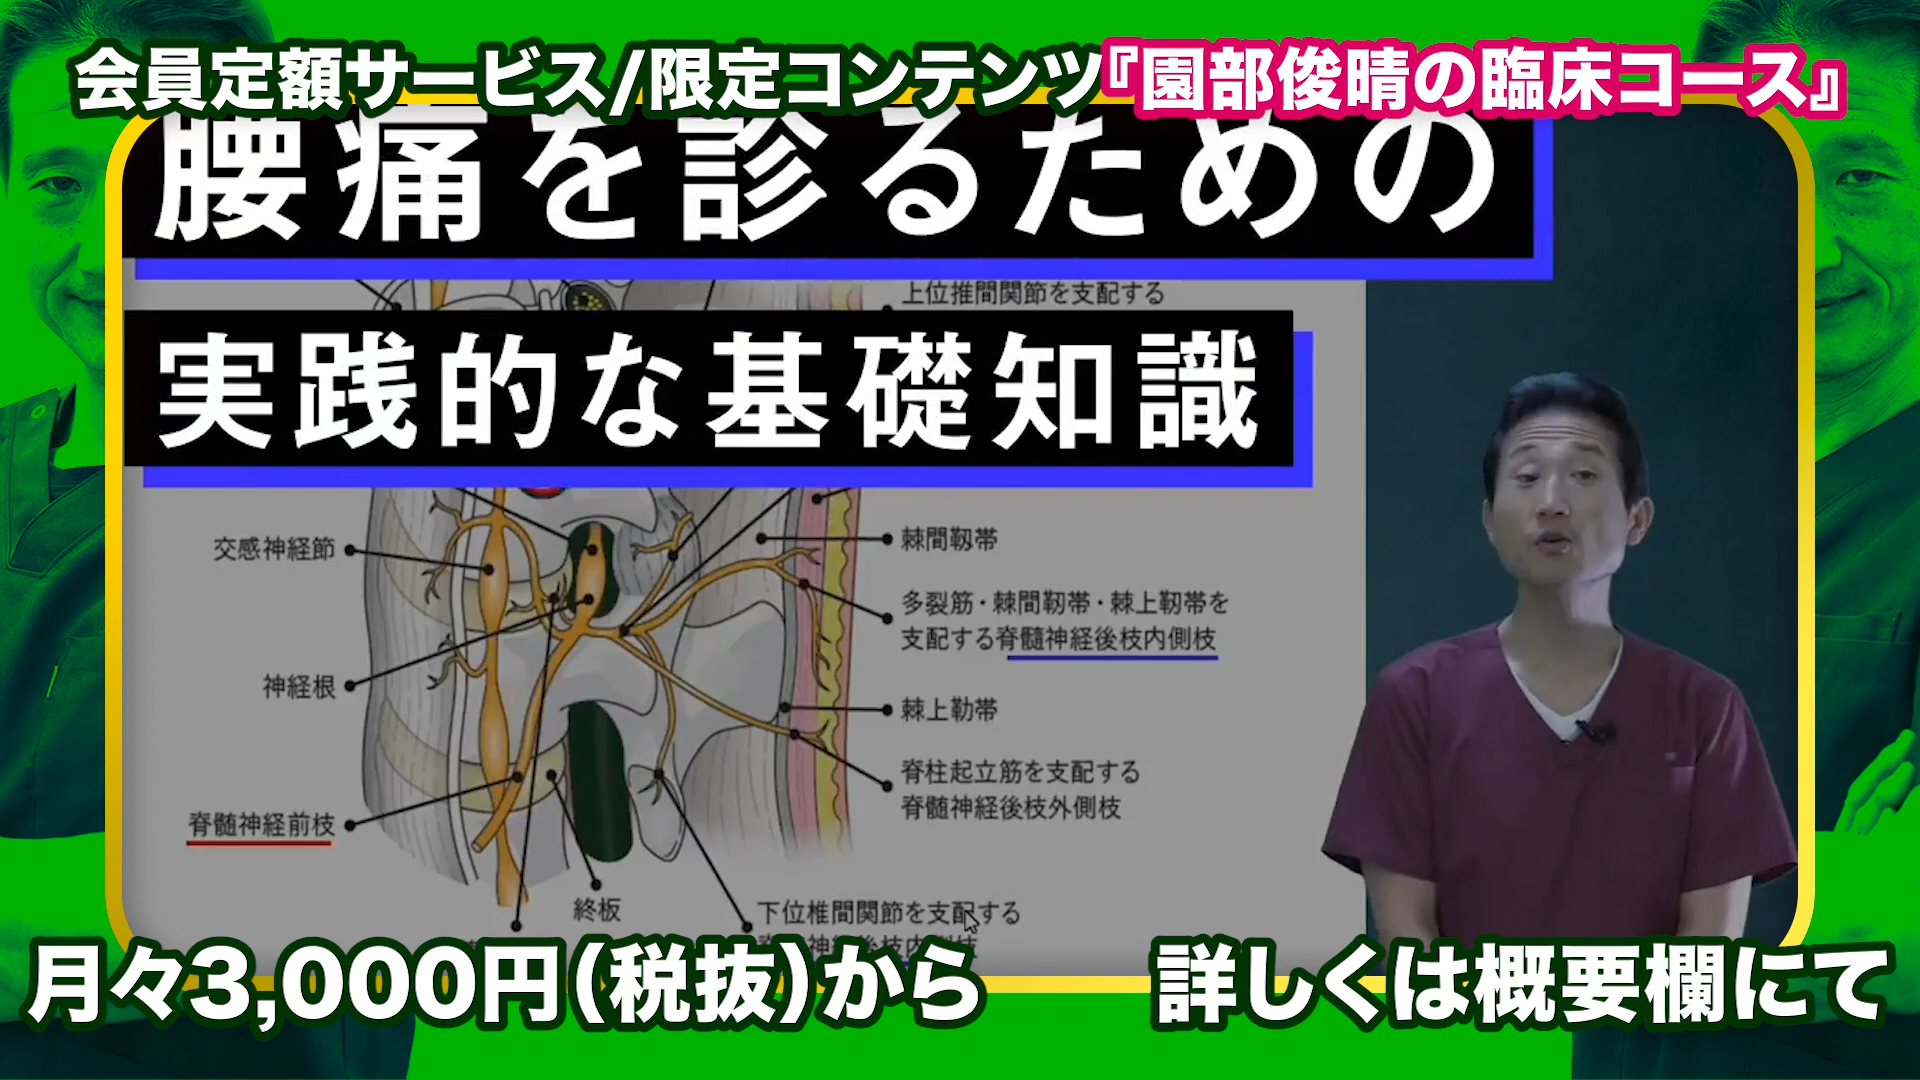 会員定額サービス/限定コンテンツ『園部俊晴の臨床コース』
腰痛を診るための
上位推間関節を支配する
実践的な基礎知識
交感神経節
棘間靱帯
多裂筋・棘間靱帯・棘上靱帯を
支配する脊髄神経後枝内側枝
神経根
棘上靱帯
脊柱起立筋を支配する
脊髄神経後枝外側枝
脊髄神経前枝
終板
下位椎間関節を支配する
月々3,000円(税抜)から
詳しくは概要欄にて